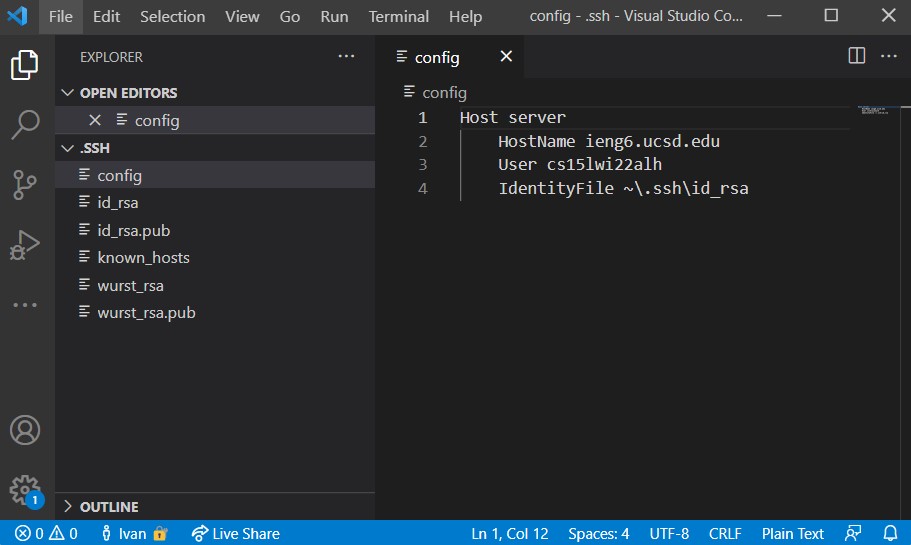 File Edit Selection View Go Run Terminal Help config - .ssh - Visual Studio Co...
EXPLORER
OPEN EDITORS
config
.SSH
config
id_rsa
id_rsa.pub
known_hosts
wurst_rsa
wurst_rsa.pub
OUTLINE
config
config
1 Host server
2 HostName ieng6.ucsd.edu
3 User cs15lwi22alh
4 IdentityFile ~\.ssh\id_rsa
1
0 0 Ivan Live Share Ln 1, Col 12 Spaces: 4 UTF-8 CRLF Plain Text